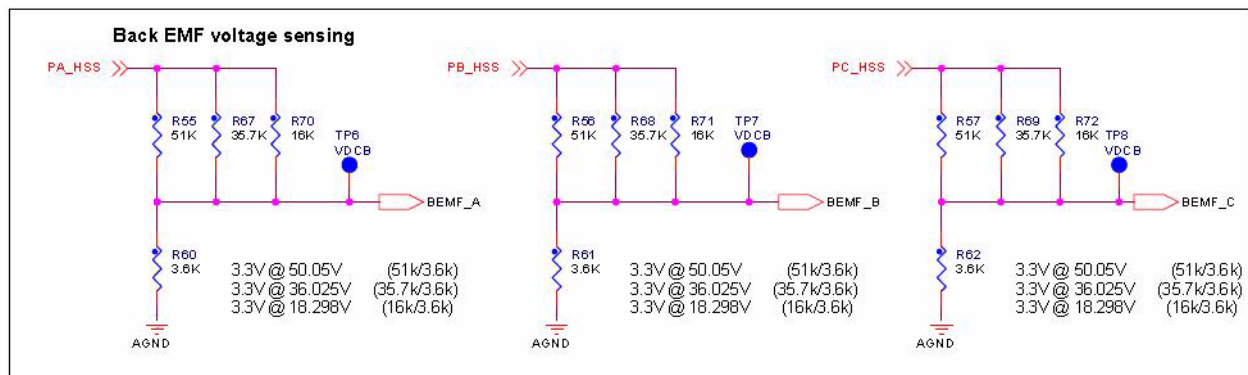 Back EMF voltage sensing
PA_HSS
R55
51K
R67
35.7K
R70
16K
TP6
VDCB
BEMF_A
R60
3.6K
3.3V @ 50.05V (51k/3.6k)
3.3V @ 36.025V (35.7k/3.6k)
3.3V @ 18.298V (16k/3.6k)
AGND
PB_HSS
R56
51K
R68
35.7K
R71
16K
TP7
VDCB
BEMF_B
R61
3.6K
3.3V @ 50.05V (51k/3.6k)
3.3V @ 36.025V (35.7k/3.6k)
3.3V @ 18.298V (16k/3.6k)
AGND
PC_HSS
R57
51K
R69
35.7K
R72
16K
TP8
VDCB
BEMF_C
R62
3.6K
3.3V @ 50.05V (51k/3.6k)
3.3V @ 36.025V (35.7k/3.6k)
3.3V @ 18.298V (16k/3.6k)
AGND